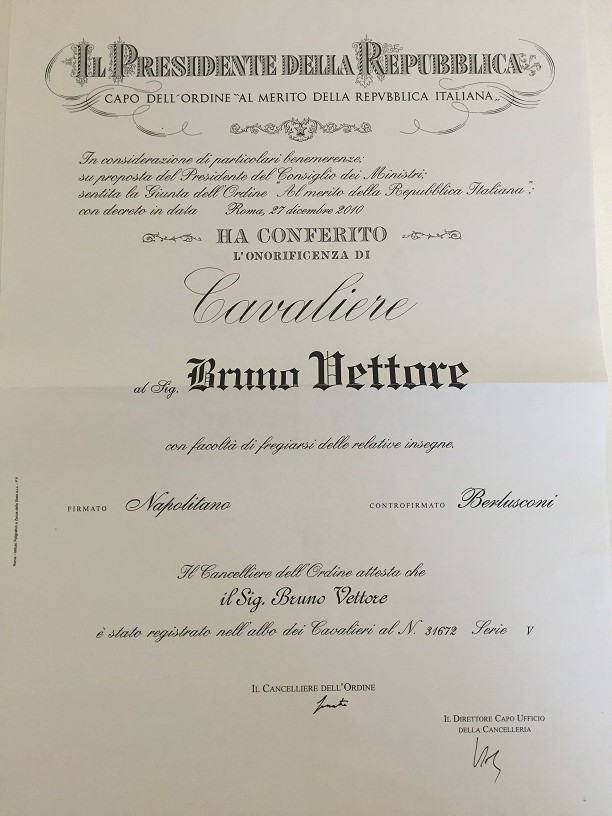 IL PRESIDENTE DELLA REPUBBLICA
CAPO DELL'ORDINE "AL MERITO DELLA REPVBBLICA ITALIANA„
In considerazione di particolari benemerenze;
su proposta del Presidente del Consiglio dei Ministri;
sentita la Giunta dell'Ordine "Al merito della Repubblica Italiana";
con decreto in data Roma, 27 dicembre 2010
HA CONFERITO
L'ONORIFICENZA DI
Cavaliere
al Sig. Bruno Vettore
con facoltà di fregiarsi delle relative insegne.
FIRMATO Napolitano CONTROFIRMATO Berlusconi
Il Cancelliere dell'Ordine attesta che
il Sig. Bruno Vettore
è stato registrato nell'albo dei Cavalieri al N. 31672 Serie V
IL CANCELLIERE DELL'ORDINE
IL DIRETTORE CAPO UFFICIO
DELLA CANCELLERIA